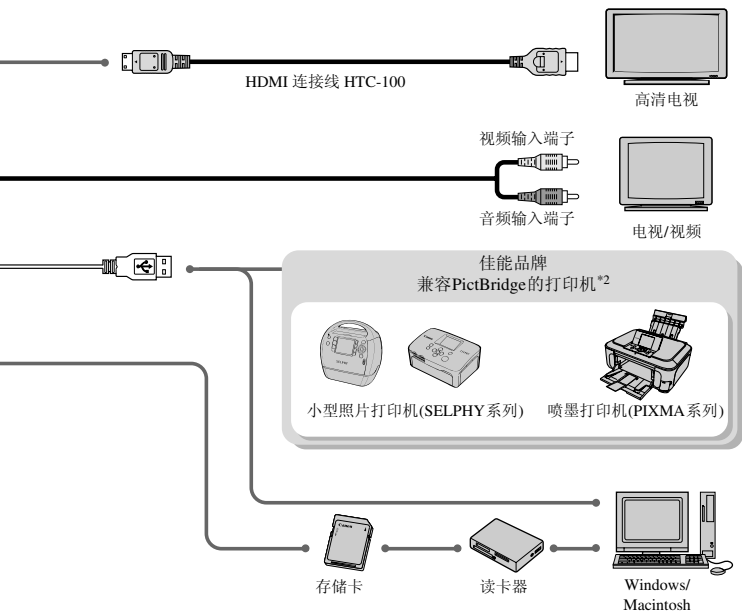 HDMI 连接线 HTC-100
高清电视
视频输入端子
音频输入端子
电视/视频
佳能品牌
兼容PictBridge的打印机*2
小型照片打印机(SELPHY系列)
喷墨打印机(PIXMA系列)
存储卡
读卡器
Windows/
Macintosh